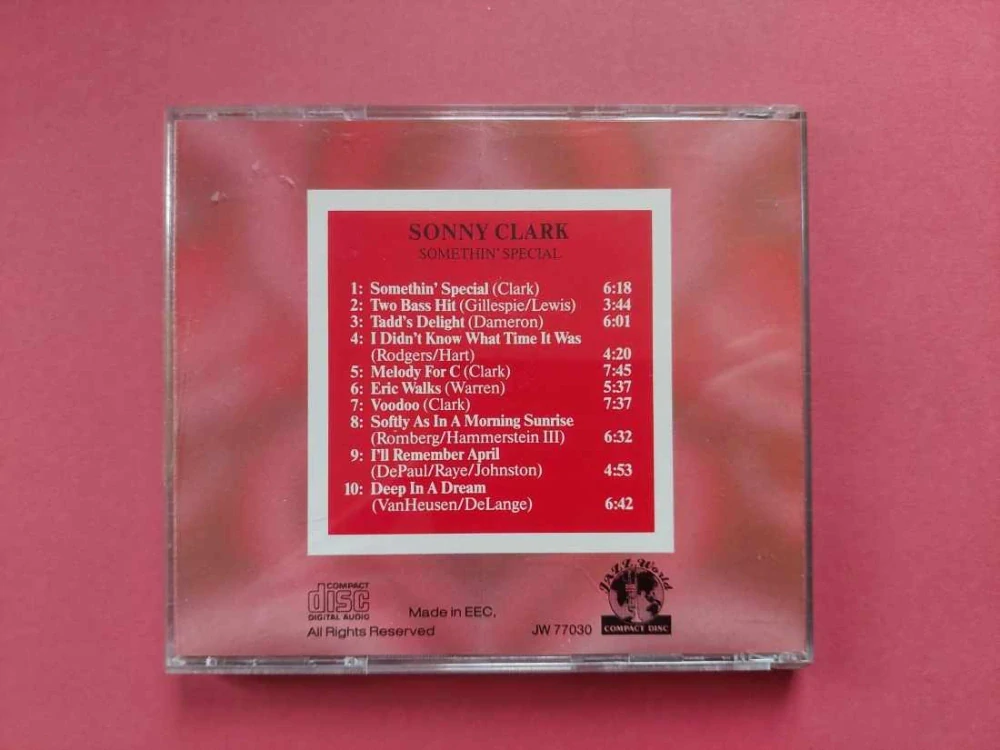 SONNY CLARK
SOMETHIN' SPECIAL
1: Somethin' Special (Clark) 6:18
2: Two Bass Hit (Gillespie/Lewis) 3:44
3: Tadd's Delight (Dameron) 6:01
4: I Didn't Know What Time It Was
(Rodgers/Hart) 4:20
5: Melody For C (Clark) 7:45
6: Eric Walks (Warren) 5:37
7: Voodoo (Clark) 7:37
8: Softly As In A Morning Sunrise
(Romberg/Hammerstein III) 6:32
9: I'll Remember April
(DePaul/Raye/Johnston) 4:53
10: Deep In A Dream
(VanHeusen/DeLange) 6:42
COMPACT
disc
DIGITAL AUDIO
All Rights Reserved
Made in EEC,
JW 77030
JAZZ World
COMPACT DISC